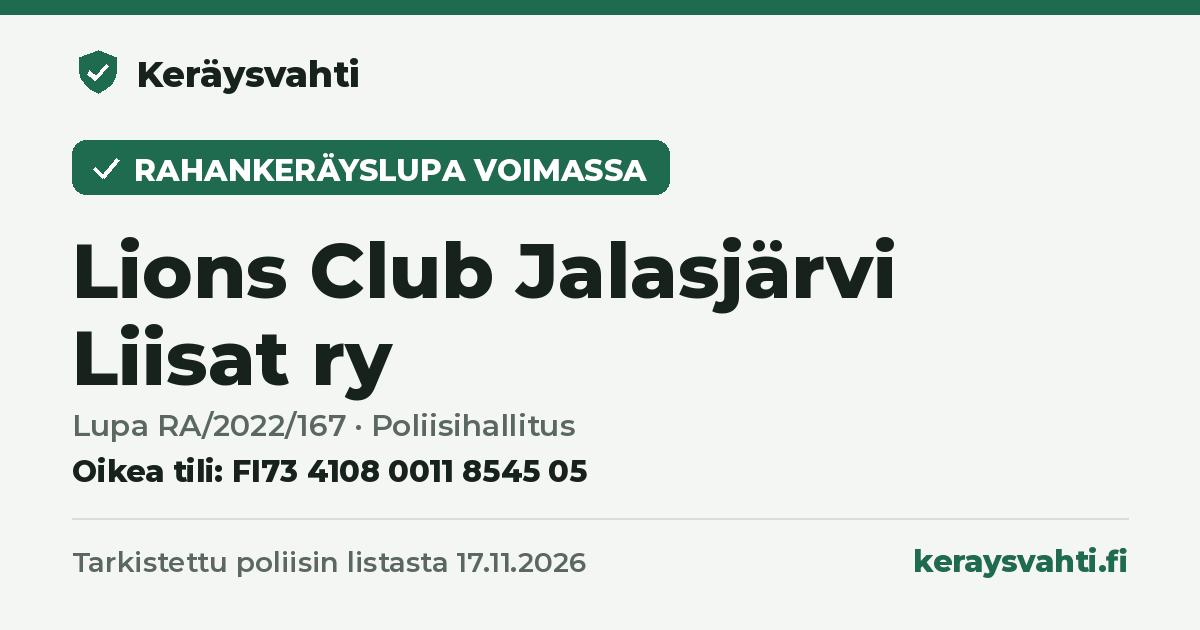 Keräysvahti
RAHANKERÄYSLUPA VOIMASSA
Lions Club Jalasjärvi
Liisat ry
Lupa RA/2022/167 · Poliisihallitus
Oikea tili: FI73 4108 0011 8545 05
Tarkistettu poliisin listasta 17.11.2026
keraysvahti.fi